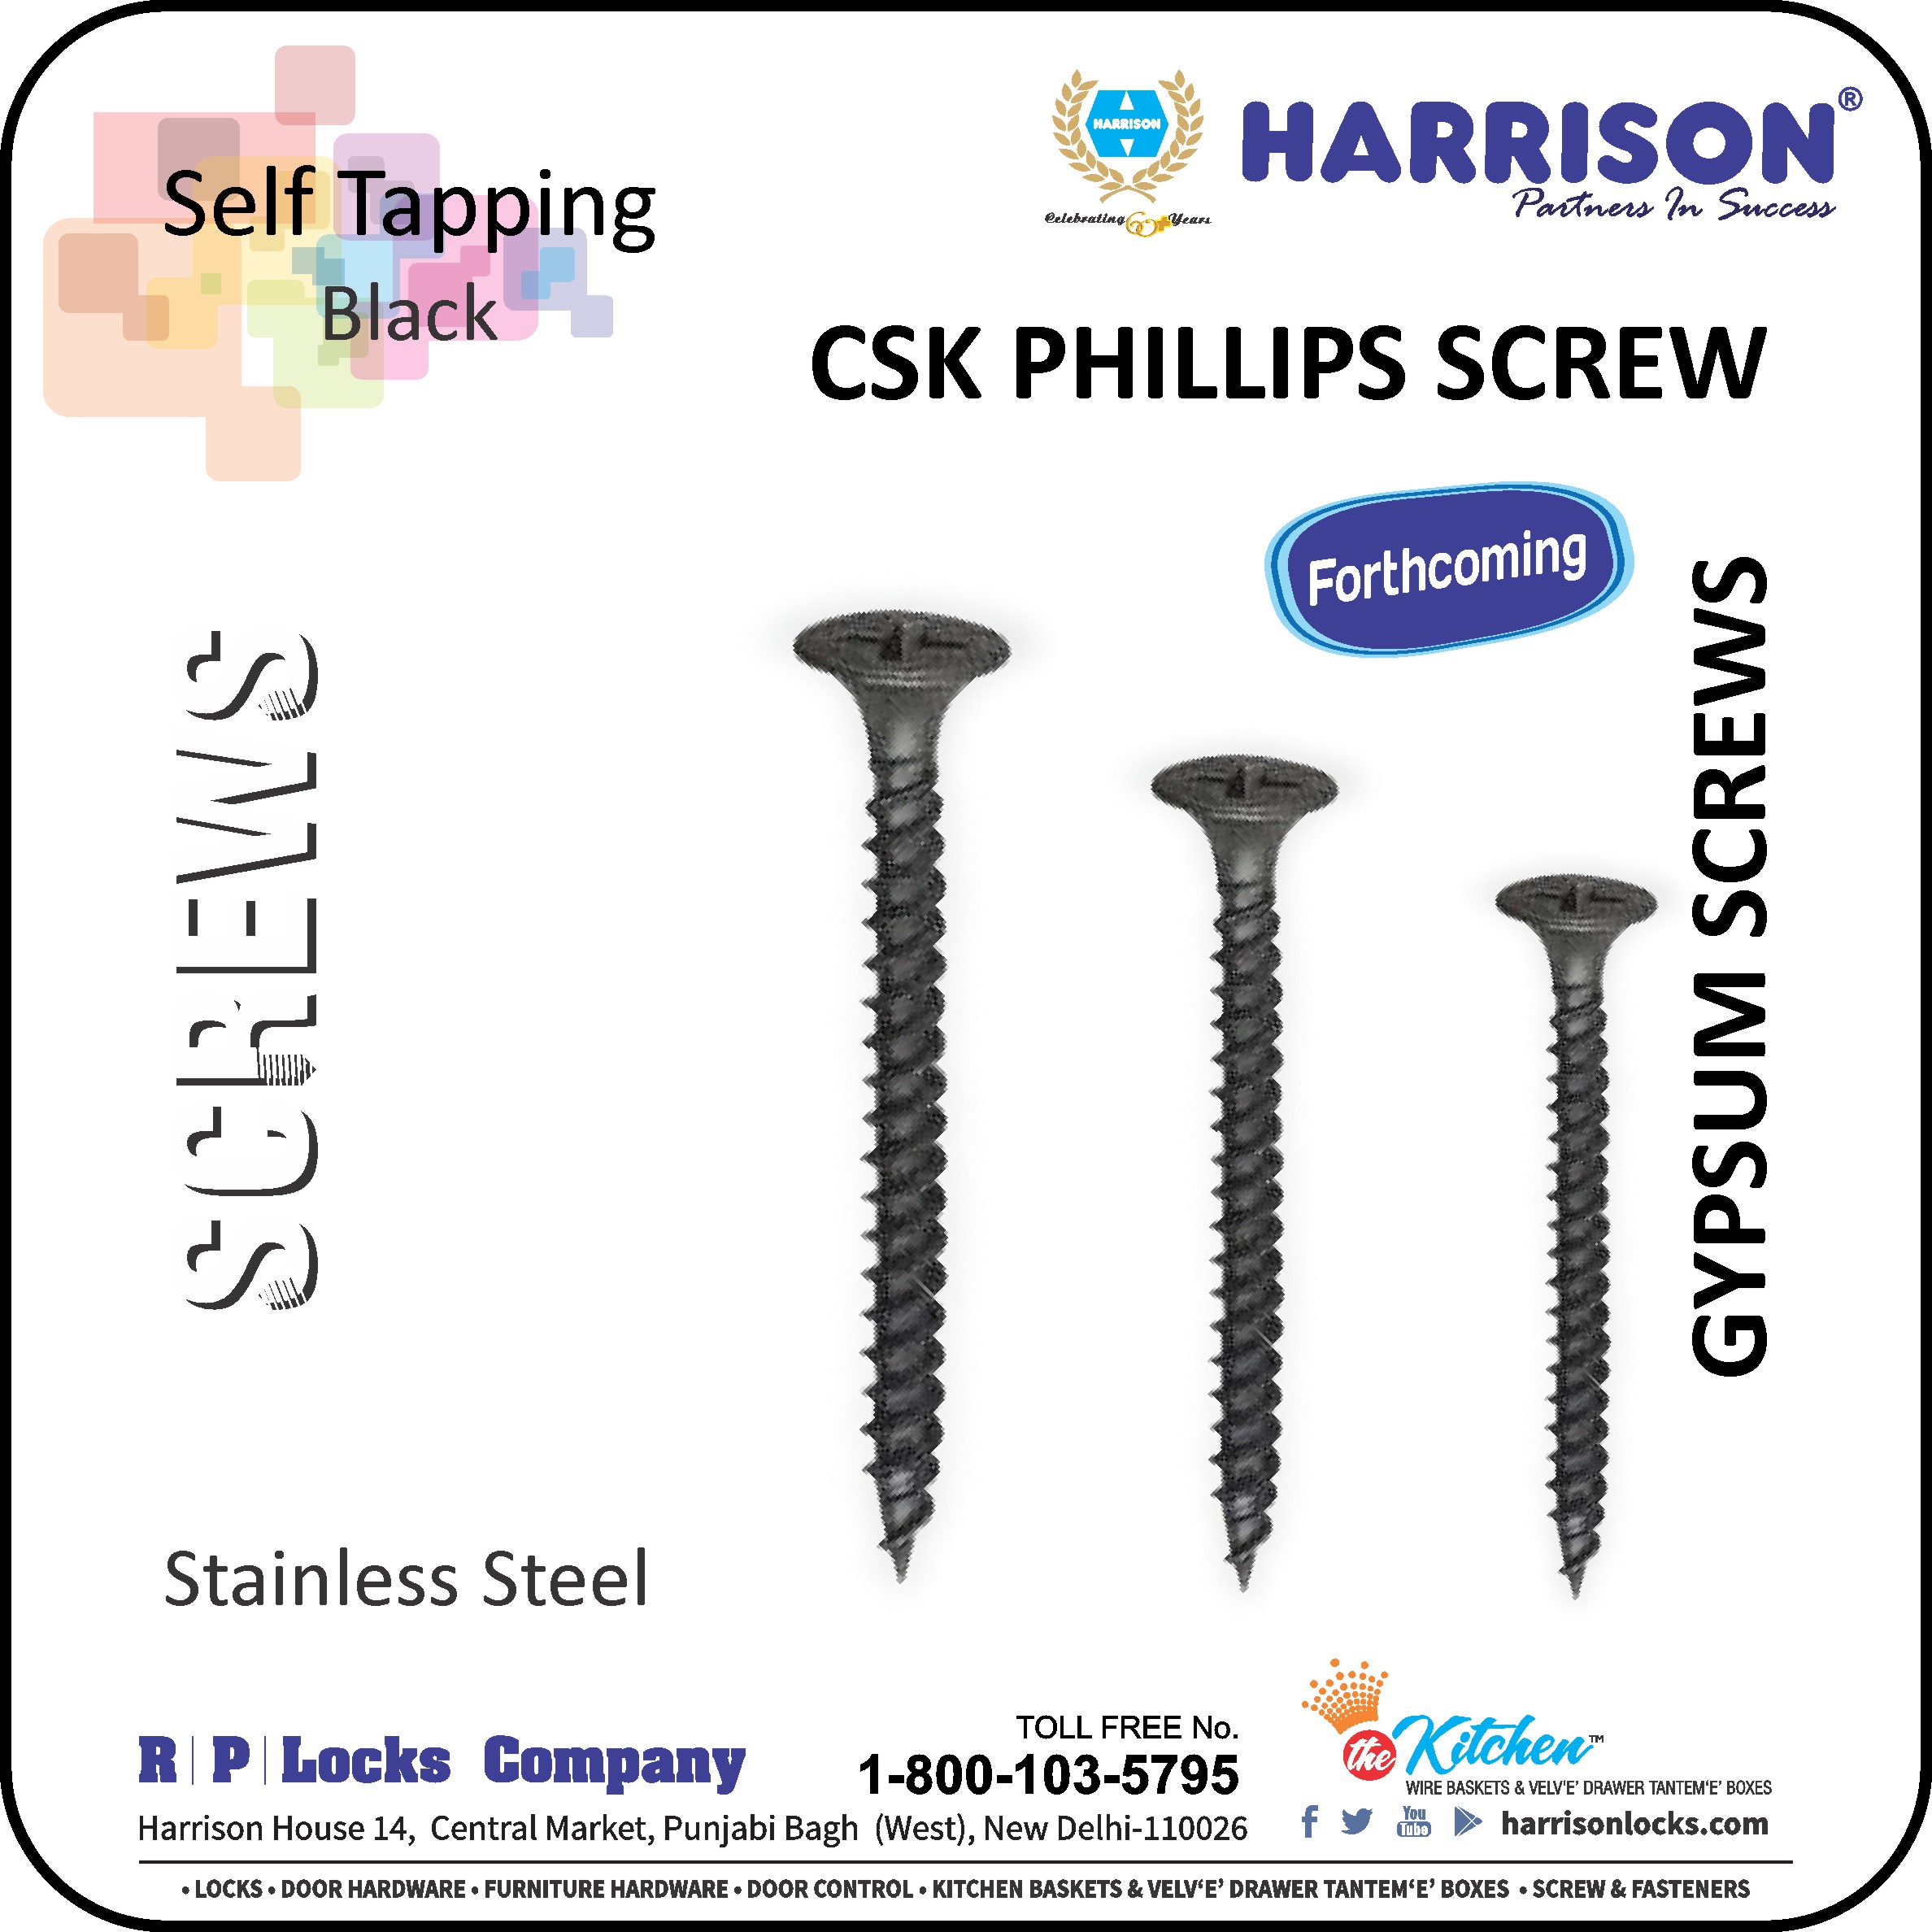 Self Tapping
Black
HARRISON
Celebrating 60 Years
HARRISON®
Partners In Success
CSK PHILLIPS SCREW
Forthcoming
SCREWS
GYPSUM SCREWS
Stainless Steel
R|P|Locks Company
Harrison House 14, Central Market, Punjabi Bagh (West), New Delhi-110026
TOLL FREE No.
1-800-103-5795
the Kitchen™
WIRE BASKETS & VELV'E' DRAWER TANTEM'E' BOXES
You Tube
harrisonlocks.com
• LOCKS • DOOR HARDWARE • FURNITURE HARDWARE • DOOR CONTROL • KITCHEN BASKETS & VELV‘E’ DRAWER TANTEM‘E’ BOXES • SCREW & FASTENERS